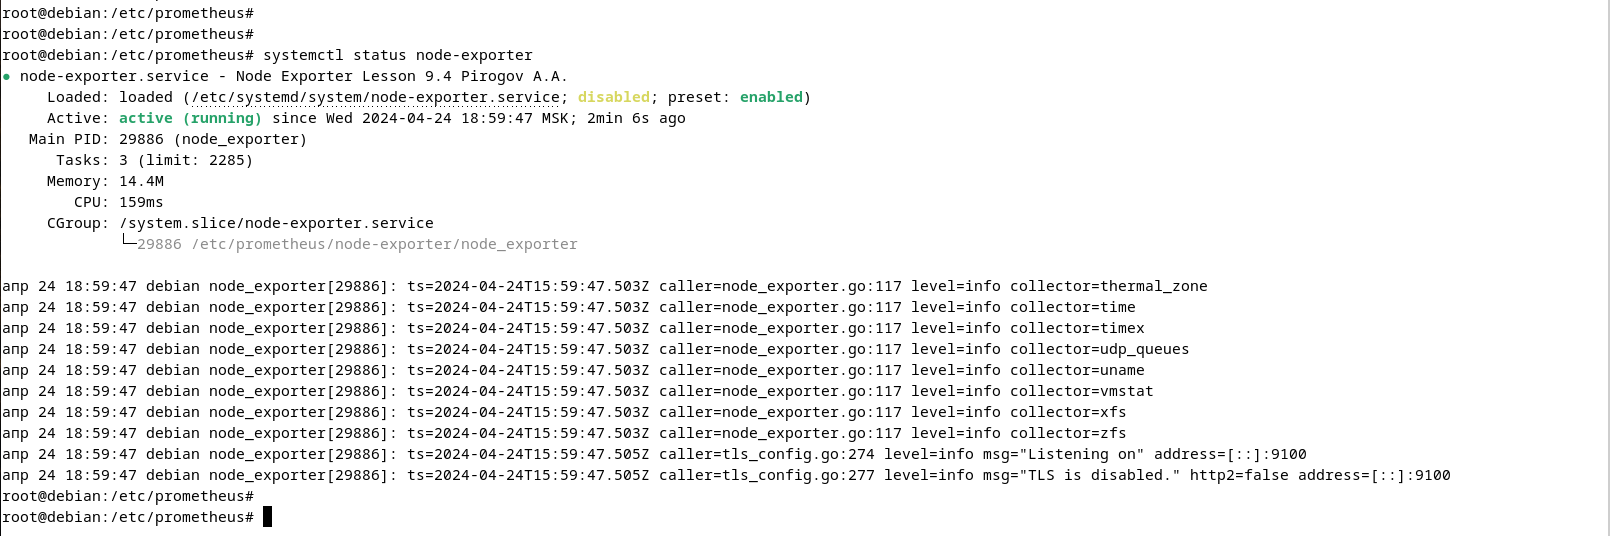 root@debian:/etc/prometheus#
root@debian:/etc/prometheus#
root@debian:/etc/prometheus# systemctl status node-exporter
● node-exporter.service - Node Exporter Lesson 9.4 Pirogov A.A.
     Loaded: loaded (/etc/systemd/system/node-exporter.service; disabled; preset: enabled)
     Active: active (running) since Wed 2024-04-24 18:59:47 MSK; 2min 6s ago
   Main PID: 29886 (node_exporter)
      Tasks: 3 (limit: 2285)
     Memory: 14.4M
        CPU: 159ms
     CGroup: /system.slice/node-exporter.service
             └─29886 /etc/prometheus/node-exporter/node_exporter

апр 24 18:59:47 debian node_exporter[29886]: ts=2024-04-24T15:59:47.503Z caller=node_exporter.go:117 level=info collector=thermal_zone
апр 24 18:59:47 debian node_exporter[29886]: ts=2024-04-24T15:59:47.503Z caller=node_exporter.go:117 level=info collector=time
апр 24 18:59:47 debian node_exporter[29886]: ts=2024-04-24T15:59:47.503Z caller=node_exporter.go:117 level=info collector=timex
апр 24 18:59:47 debian node_exporter[29886]: ts=2024-04-24T15:59:47.503Z caller=node_exporter.go:117 level=info collector=udp_queues
апр 24 18:59:47 debian node_exporter[29886]: ts=2024-04-24T15:59:47.503Z caller=node_exporter.go:117 level=info collector=uname
апр 24 18:59:47 debian node_exporter[29886]: ts=2024-04-24T15:59:47.503Z caller=node_exporter.go:117 level=info collector=vmstat
апр 24 18:59:47 debian node_exporter[29886]: ts=2024-04-24T15:59:47.503Z caller=node_exporter.go:117 level=info collector=xfs
апр 24 18:59:47 debian node_exporter[29886]: ts=2024-04-24T15:59:47.503Z caller=node_exporter.go:117 level=info collector=zfs
апр 24 18:59:47 debian node_exporter[29886]: ts=2024-04-24T15:59:47.505Z caller=tls_config.go:274 level=info msg="Listening on" address=[::]:9100
апр 24 18:59:47 debian node_exporter[29886]: ts=2024-04-24T15:59:47.505Z caller=tls_config.go:277 level=info msg="TLS is disabled." http2=false address=[::]:9100
root@debian:/etc/prometheus#
root@debian:/etc/prometheus#